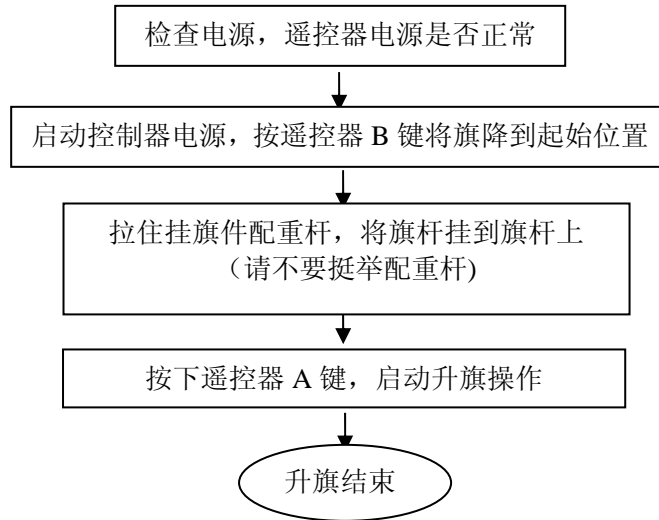 检查电源，遥控器电源是否正常
启动控制器电源，按遥控器 B 键将旗降到起始位置
拉住挂旗件配重杆，将旗杆挂到旗杆上
（请不要挺举配重杆)
按下遥控器 A 键，启动升旗操作
升旗结束